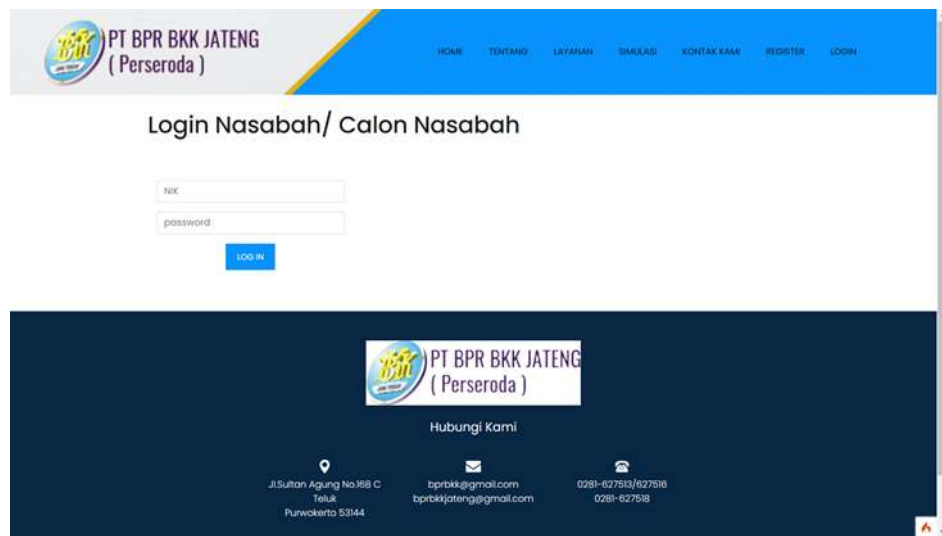 PT BPR BKK JATENG
( Perseroda )
HOME TENTANG LAYANAN SIMULASI KONTAK KAMI REGISTER LOGIN
Login Nasabah/ Calon Nasabah
NIK
password
LOG IN
PT BPR BKK JATENG
( Perseroda )
Hubungi Kami
Jl.Sultan Agung No.168 C
Teluk
Purwokerto 53144
bprbkk@gmail.com
bprbkkjateng@gmail.com
0281-627513/627516
0281-627518